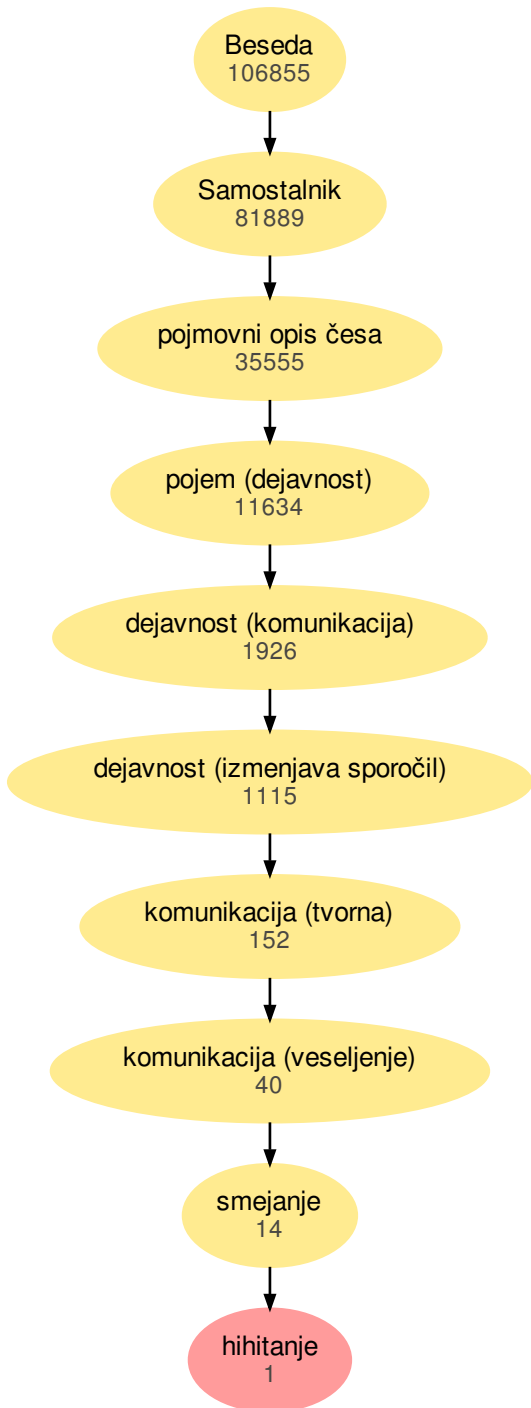 Beseda
106855
Samostalnik
81889
pojmovni opis česa
35555
pojem (dejavnost)
11634
dejavnost (komunikacija)
1926
dejavnost (izmenjava sporočil)
1115
komunikacija (tvorna)
152
komunikacija (veseljenje)
40
smejanje
14
hihitanje
1